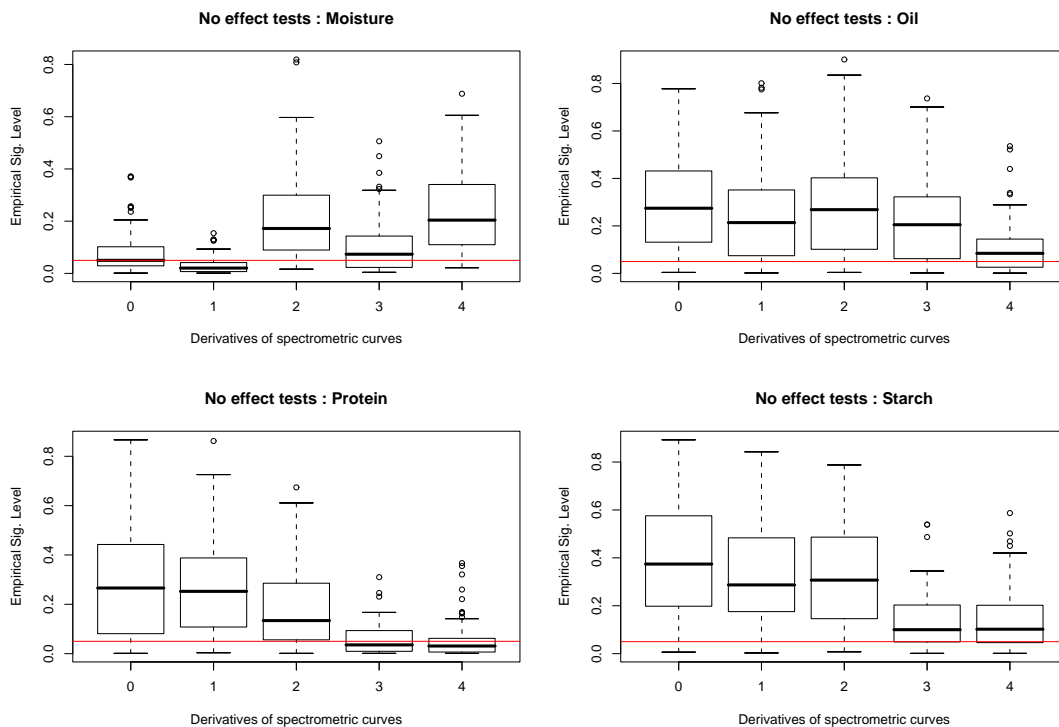 No effect tests : Moisture
Empirical Sig. Level
0.0 0.2 0.4 0.6 0.8
0 1 2 3 4
Derivatives of spectrometric curves
No effect tests : Oil
Empirical Sig. Level
0.0 0.2 0.4 0.6 0.8
0 1 2 3 4
Derivatives of spectrometric curves
No effect tests : Protein
Empirical Sig. Level
0.0 0.2 0.4 0.6 0.8
0 1 2 3 4
Derivatives of spectrometric curves
No effect tests : Starch
Empirical Sig. Level
0.0 0.2 0.4 0.6 0.8
0 1 2 3 4
Derivatives of spectrometric curves